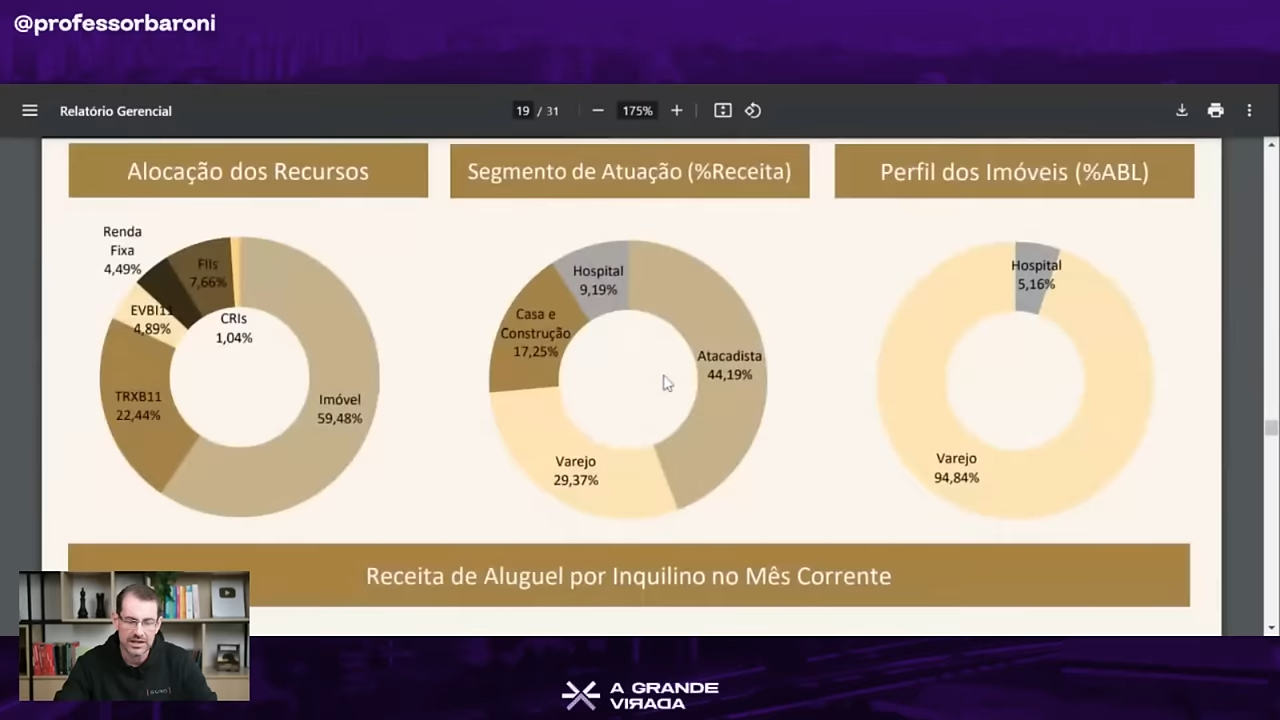 @professorbaroni
Relatório Gerencial
19 / 31
175%
Alocação dos Recursos
Segmento de Atuação (%Receita)
Perfil dos Imóveis (%ABL)
Renda
Fixa
4,49%
FIIs
7,66%
EVBI11
4,89%
CRIs
1,04%
TRXB11
22,44%
Imóvel
59,48%
Hospital
9,19%
Casa e
Construção
17,25%
Atacadista
44,19%
Varejo
29,37%
Hospital
5,16%
Varejo
94,84%
Receita de Aluguel por Inquilino no Mês Corrente
A GRANDE
VIRADA